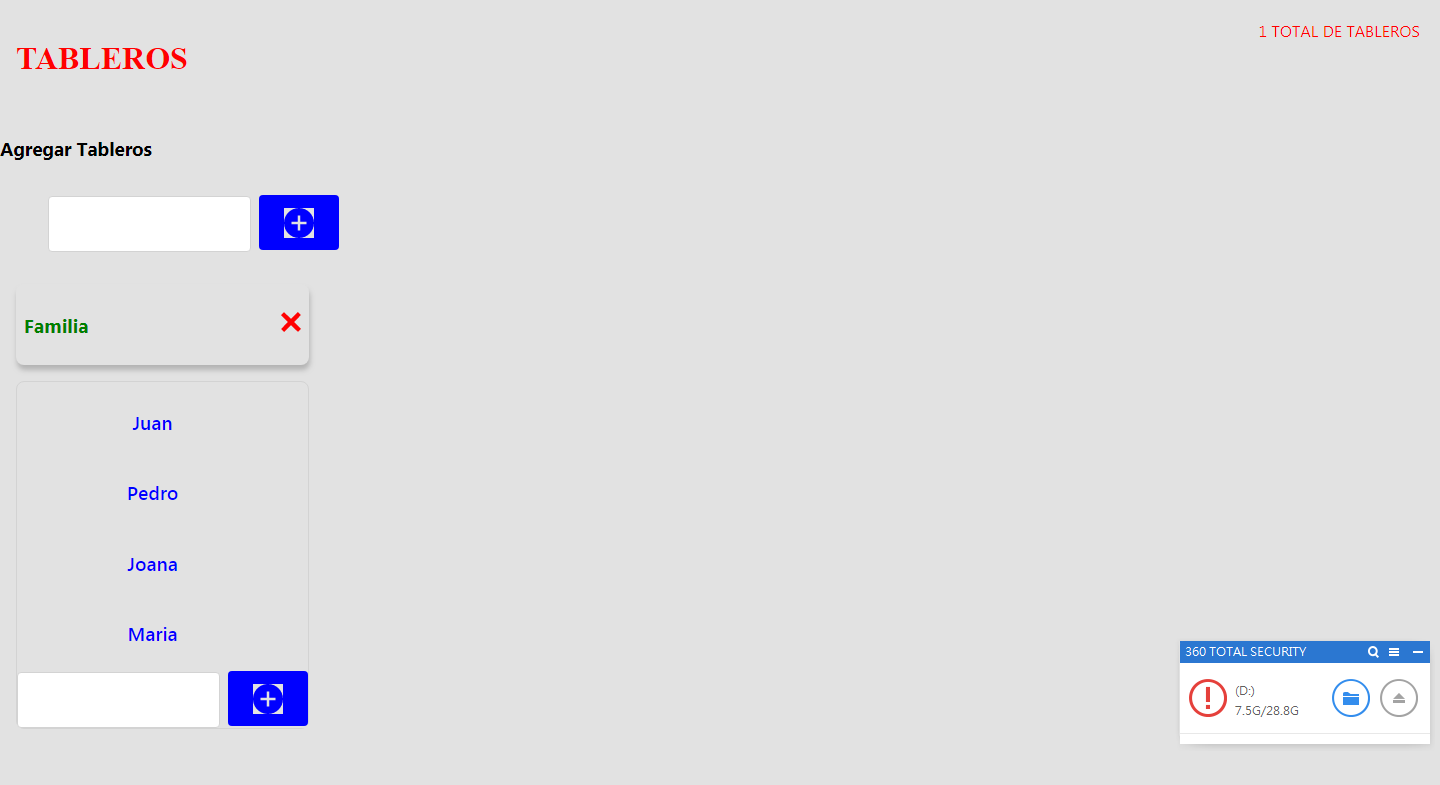 1 TOTAL DE TABLEROS
TABLEROS
Agregar Tableros
Familia
Juan
Pedro
Joana
Maria
360 TOTAL SECURITY
(D:)
7.5G/28.8G